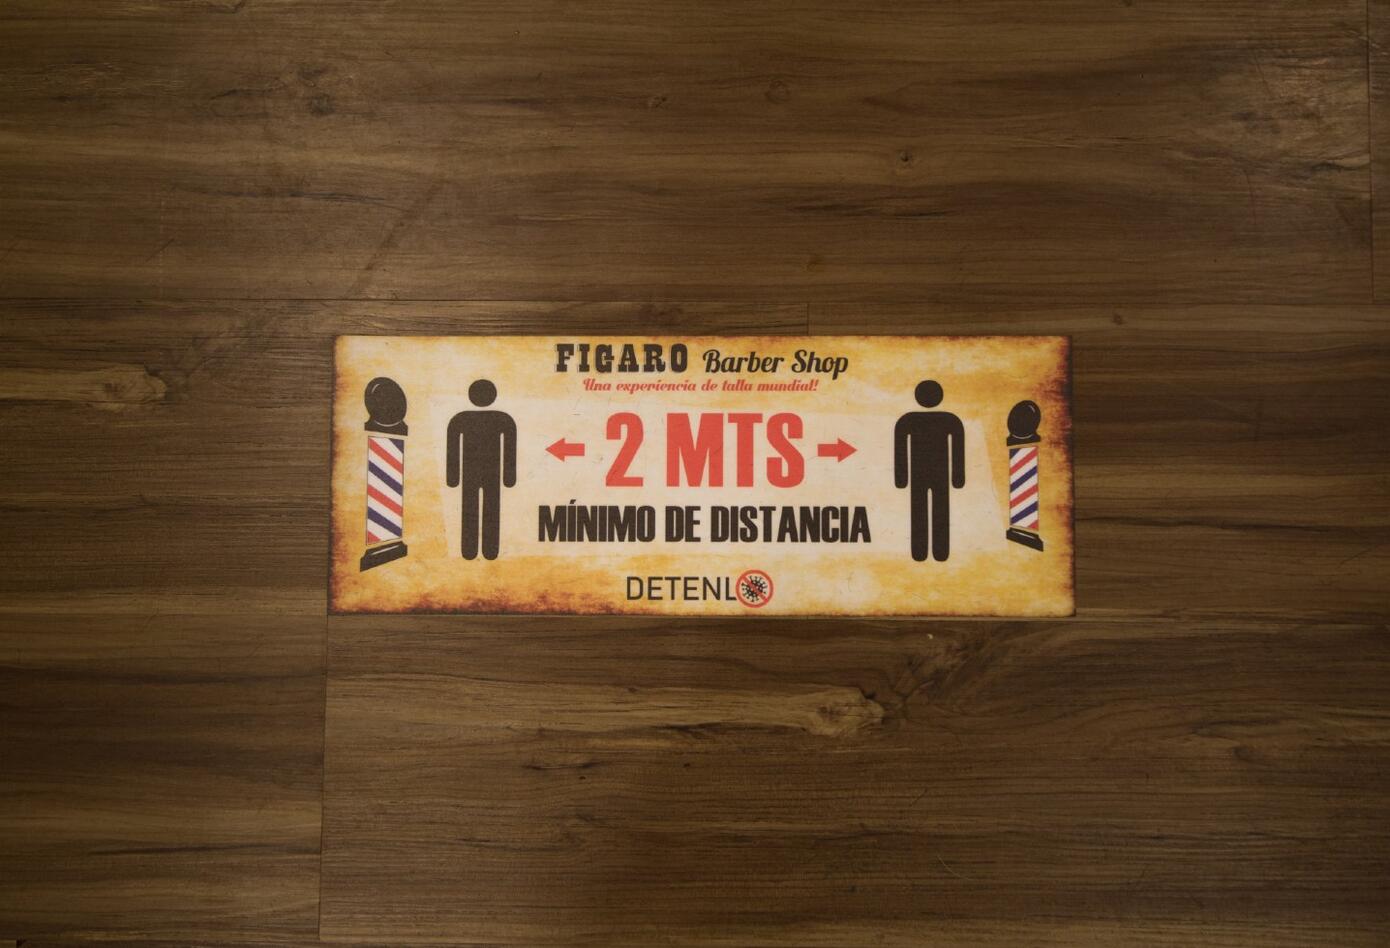 FIGARO Barber Shop
Una experiencia de talla mundial!
2 MTS
MÍNIMO DE DISTANCIA
DETENLO